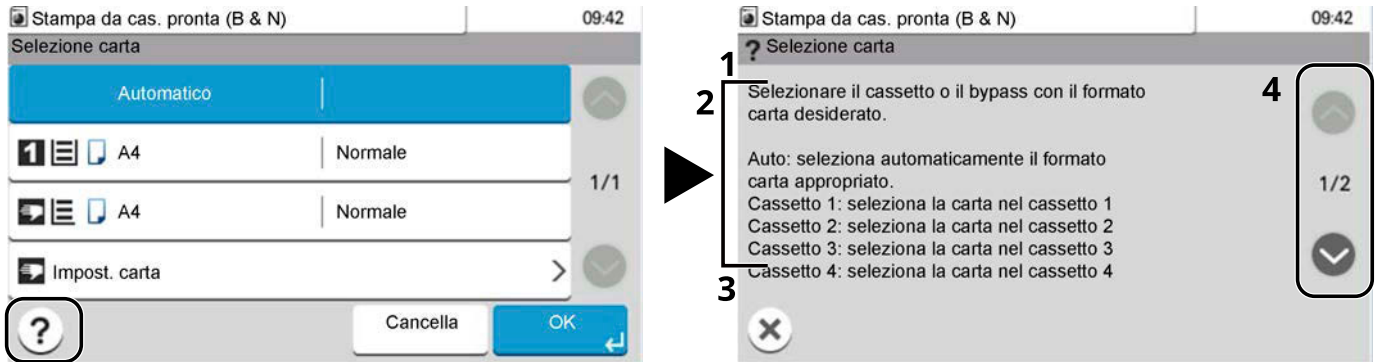 Stampa da cas. pronta (B & N)
09:42
Selezione carta
Automatico
1 A4 Normale
1/1
A4 Normale
Impost. carta
?
Cancella
OK
Stampa da cas. pronta (B & N)
09:42
? Selezione carta
1
2
3
4
Selezionare il cassetto o il bypass con il formato
carta desiderato.
Auto: seleziona automaticamente il formato
carta appropriato.
Cassetto 1: seleziona la carta nel cassetto 1
Cassetto 2: seleziona la carta nel cassetto 2
Cassetto 3: seleziona la carta nel cassetto 3
Cassetto 4: seleziona la carta nel cassetto 4
1/2